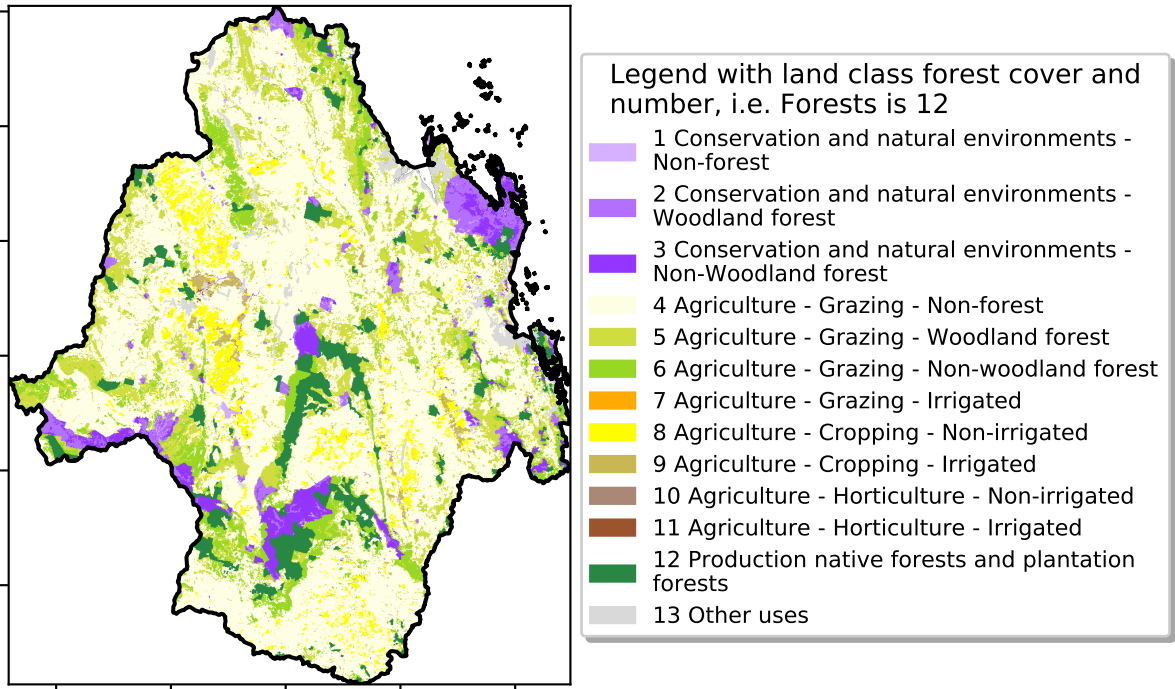 Legend with land class forest cover and
number, i.e. Forests is 12
1 Conservation and natural environments -
Non-forest
2 Conservation and natural environments -
Woodland forest
3 Conservation and natural environments -
Non-Woodland forest
4 Agriculture - Grazing - Non-forest
5 Agriculture - Grazing - Woodland forest
6 Agriculture - Grazing - Non-woodland forest
7 Agriculture - Grazing - Irrigated
8 Agriculture - Cropping - Non-irrigated
9 Agriculture - Cropping - Irrigated
10 Agriculture - Horticulture - Non-irrigated
11 Agriculture - Horticulture - Irrigated
12 Production native forests and plantation
forests
13 Other uses